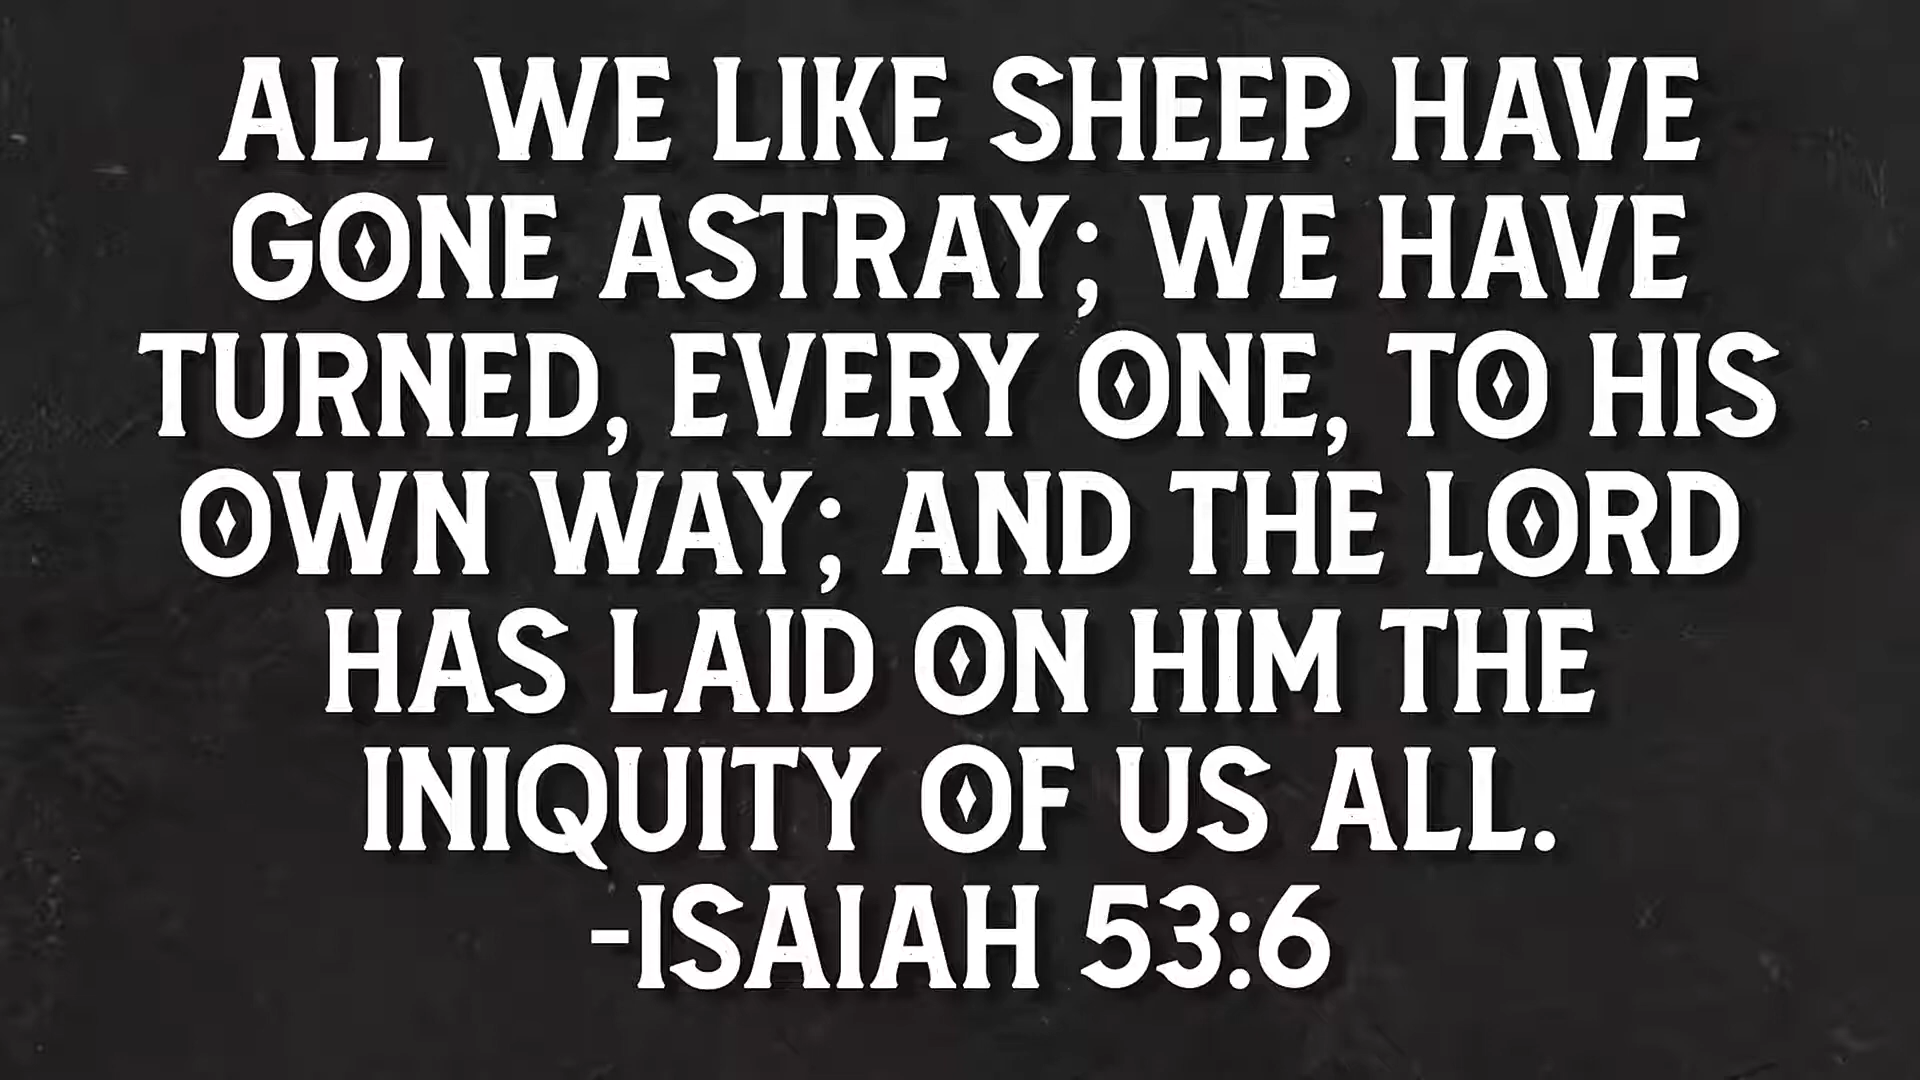 ALL WE LIKE SHEEP HAVE
GONE ASTRAY; WE HAVE
TURNED, EVERY ONE, TO HIS
OWN WAY; AND THE LORD
HAS LAID ON HIM THE
INIQUITY OF US ALL.
-ISAIAH 53:6